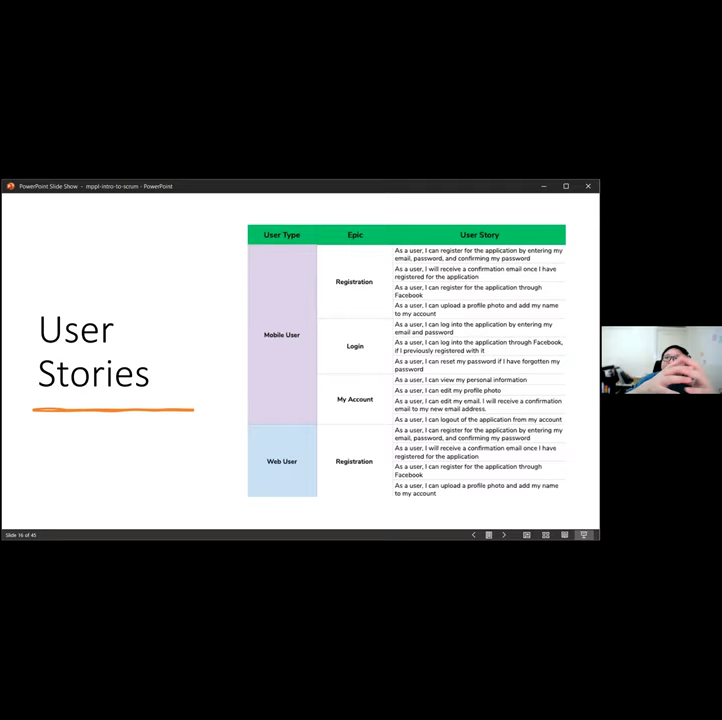 PowerPoint Slide Show - mppl-intro-to-scrum - PowerPoint
User
Stories
User Type Epic User Story
Mobile User
Registration
As a user, I can register for the application by entering my
email, password, and confirming my password
As a user, I will receive a confirmation email once I have
registered for the application
As a user, I can register for the application through
Facebook
As a user, I can upload a profile photo and add my name
to my account
Login
As a user, I can log into the application by entering my
email and password
As a user, I can log into the application through Facebook,
if I previously registered with it
As a user, I can reset my password if I have forgotten my
password
My Account
As a user, I can view my personal information
As a user, I can edit my profile photo
As a user, I can edit my email. I will receive a confirmation
email to my new email address.
As a user, I can logout of the application from my account
Web User
Registration
As a user, I can register for the application by entering my
email, password, and confirming my password
As a user, I will receive a confirmation email once I have
registered for the application
As a user, I can register for the application through
Facebook
As a user, I can upload a profile photo and add my name
to my account
Slide 16 of 45